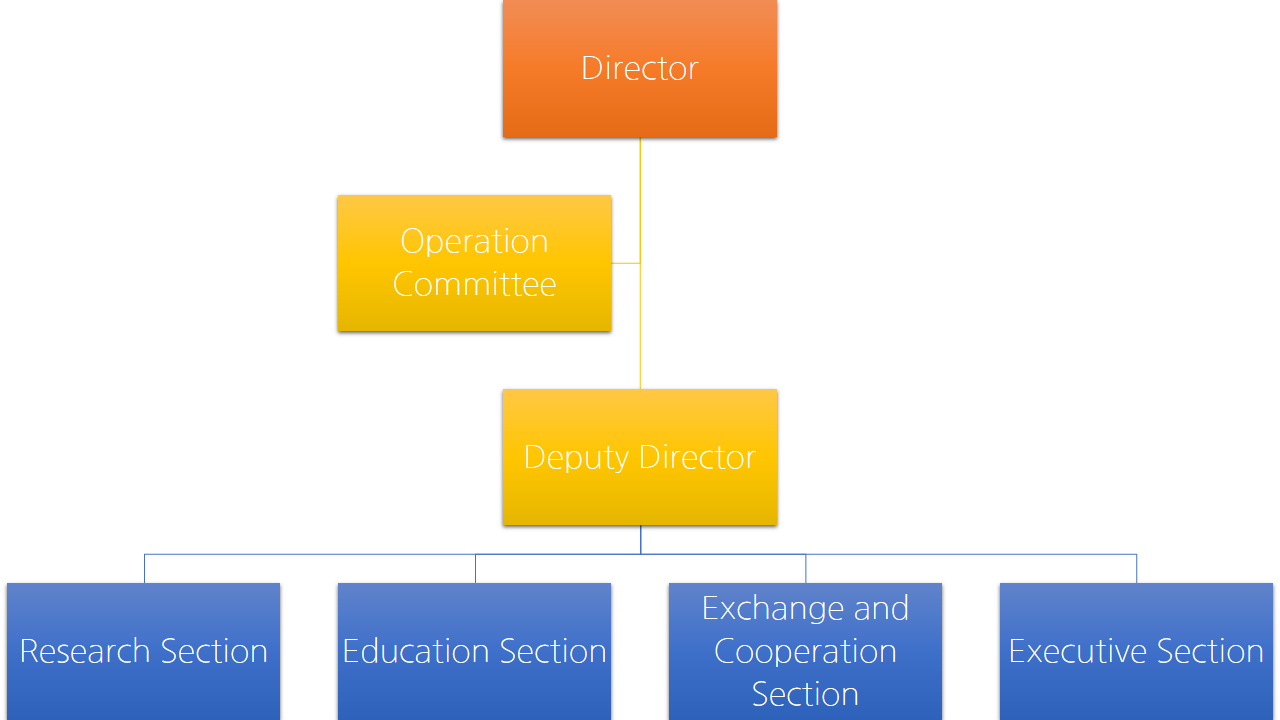 Director
Operation
Committee
Deputy Director
Research Section
Education Section
Exchange and
Cooperation
Section
Executive Section